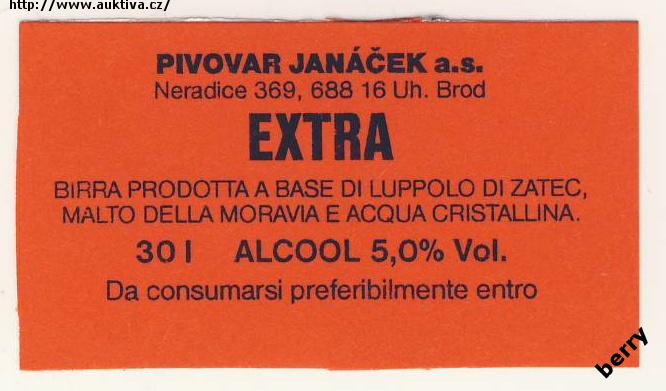 http://www.auktiva.cz/
PIVOVAR JANÁČEK a.s.
Neradice 369, 688 16 Uh. Brod
EXTRA
BIRRA PRODOTTA A BASE DI LUPPOLO DI ZATEC,
MALTO DELLA MORAVIA E ACQUA CRISTALLINA.
30 l ALCOOL 5,0% Vol.
Da consumarsi preferibilmente entro
berry